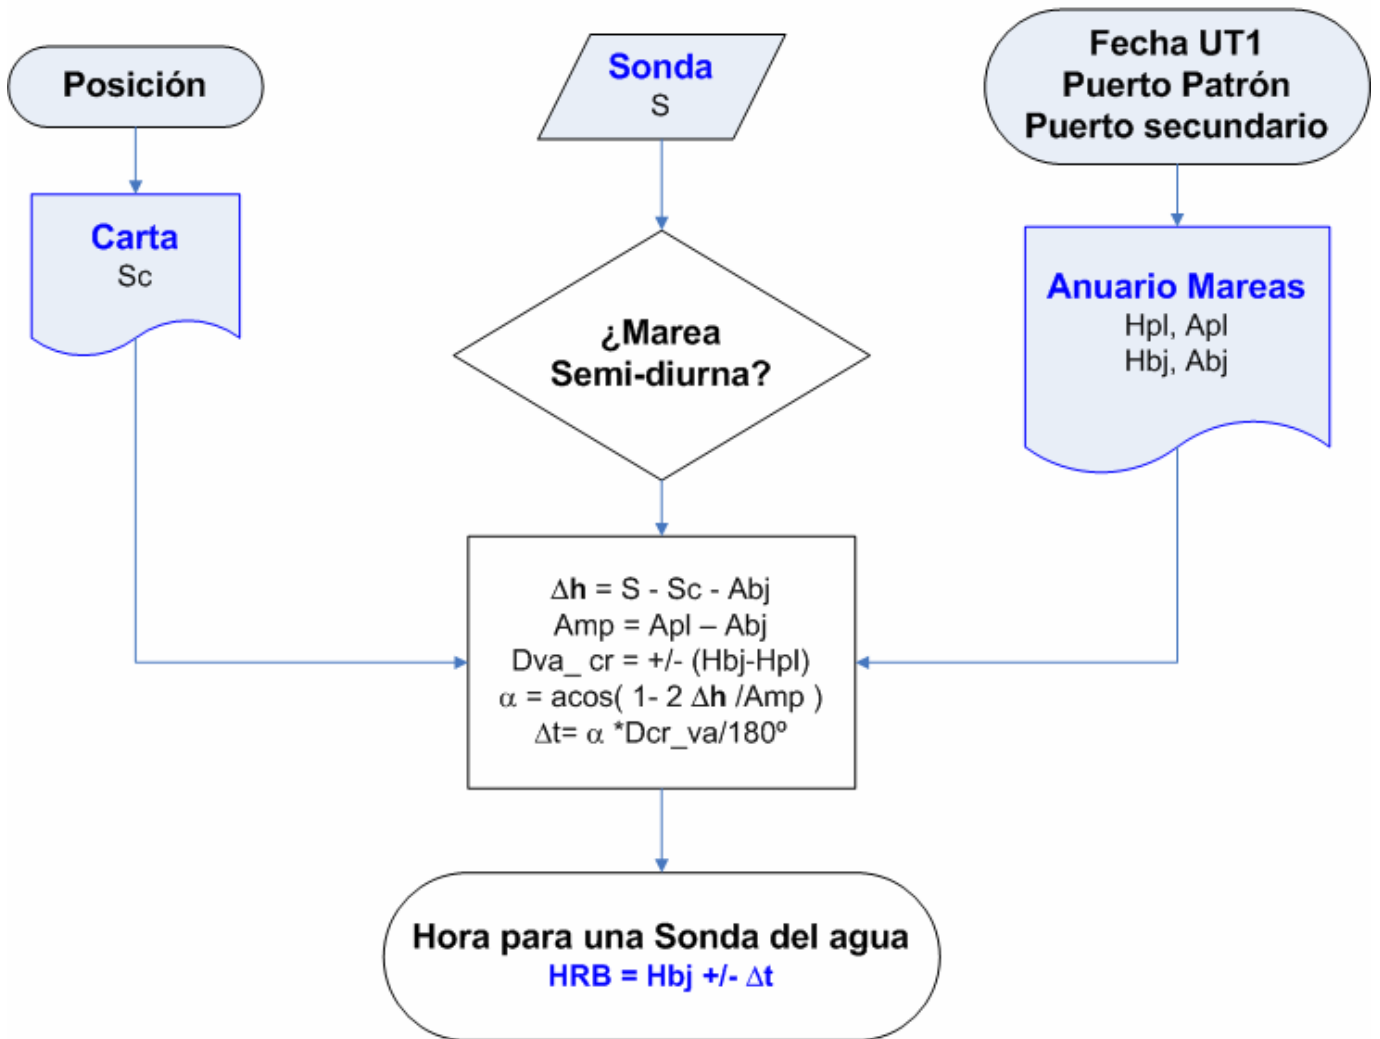 Posición
Carta
Sc
Sonda
S
¿Marea
Semi-diurna?
Fecha UT1
Puerto Patrón
Puerto secundario
Anuario Mareas
Hpl, Apl
Hbj, Abj
Δh = S - Sc - Abj
Amp = Apl – Abj
Dva_ cr = +/- (Hbj-Hpl)
α = acos( 1- 2 Δh /Amp )
Δt= α *Dcr_va/180º
Hora para una Sonda del agua
HRB = Hbj +/- Δt